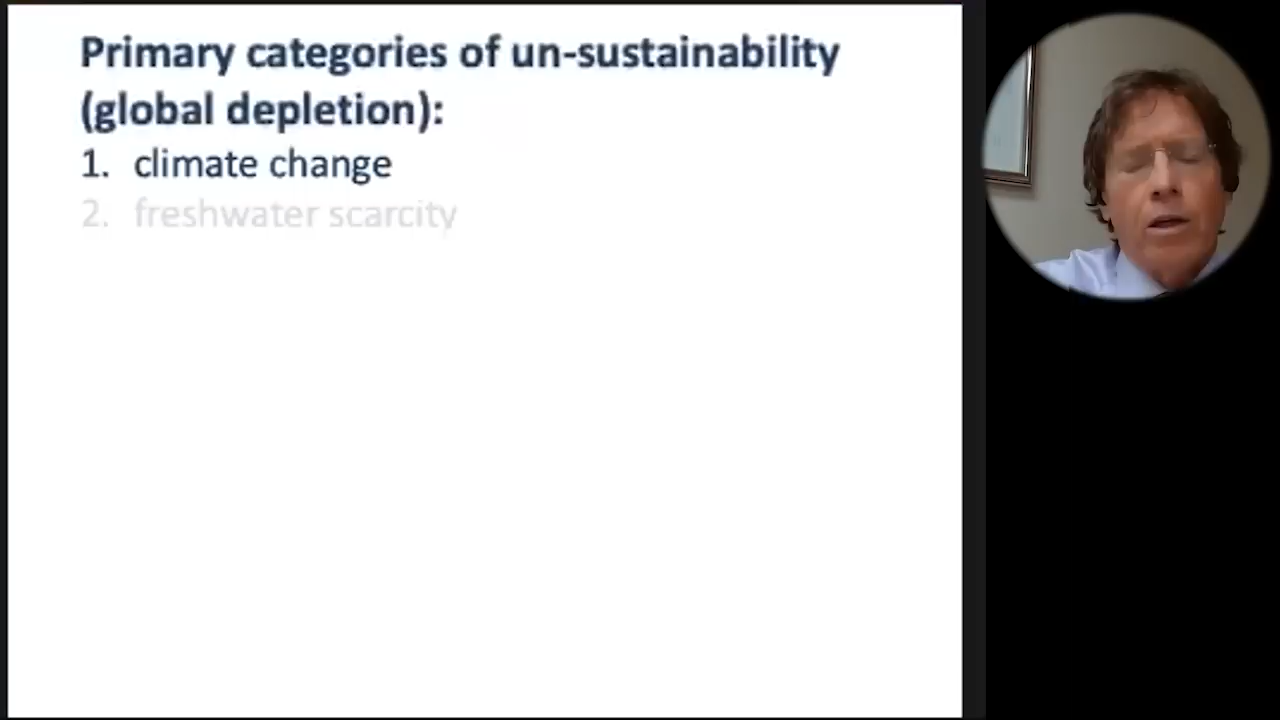 Primary categories of un-sustainability
(global depletion):
1. climate change
2. freshwater scarcity